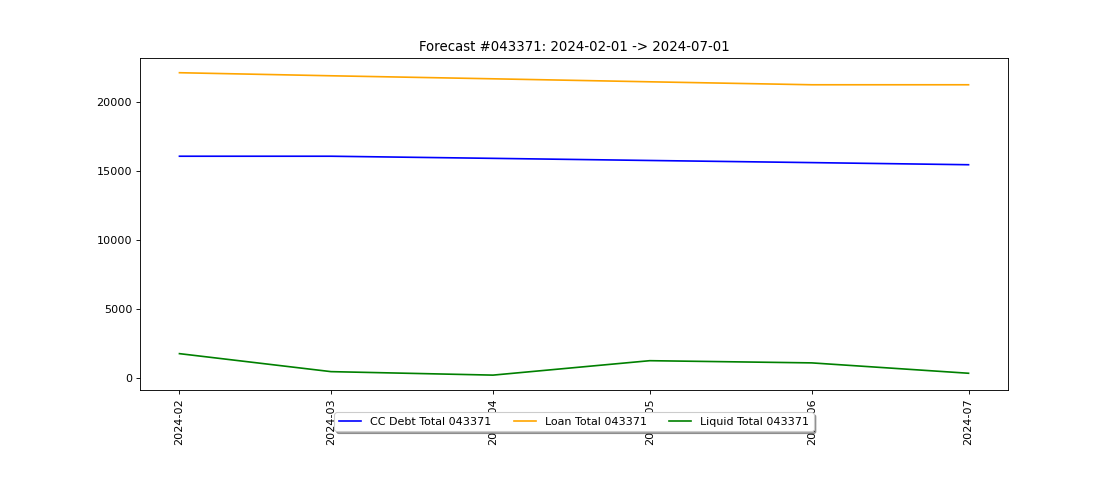 Forecast #043371: 2024-02-01 -> 2024-07-01
20000
15000
10000
5000
0
2024-02
2024-03
2024-07
CC Debt Total 043371
Loan Total 043371
Liquid Total 043371